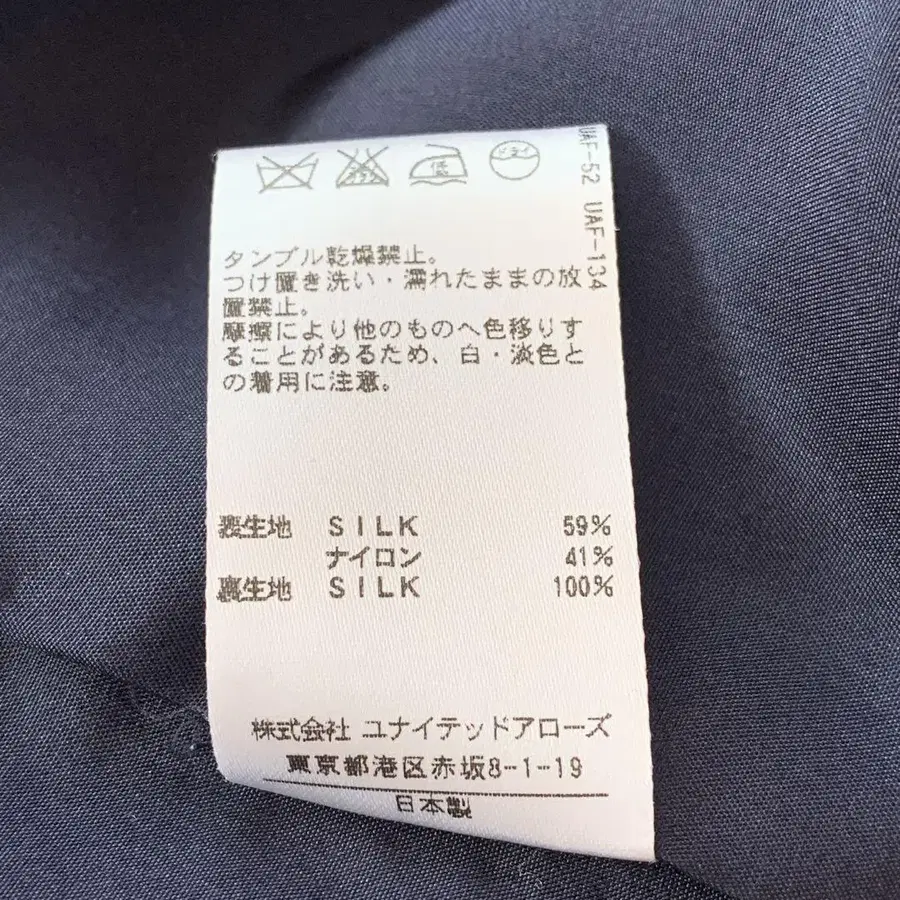 ドライ
低
UAF-52 UAF-134
タンブル乾燥禁止。
つけ置き洗い・濡れたままの放
置禁止。
摩擦により他のものへ色移りす
ることがあるため、白・淡色と
の着用に注意。
表生地 SILK 59%
ナイロン 41%
裏生地 SILK 100%
株式会社 ユナイテッドアローズ
東京都港区赤坂8-1-19
日本製